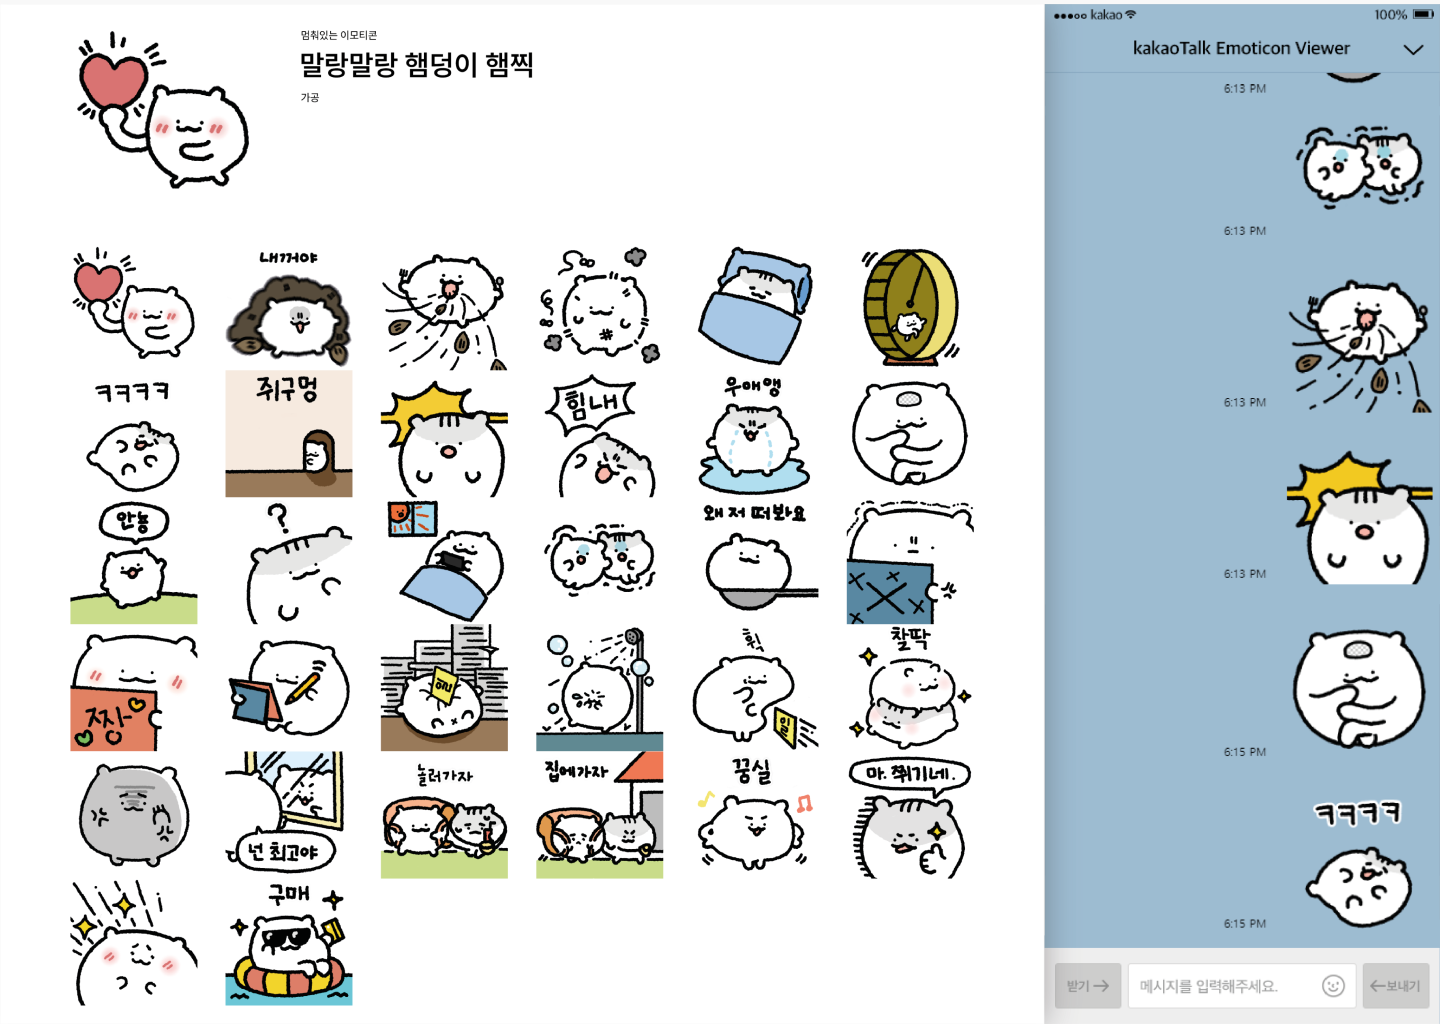 멈춰있는 이모티콘
말랑말랑 햄덩이 햄찍
가공
내꺼야
ㅋㅋㅋㅋ
쥐구멍
힘내
우애앵
안뇽
?
왜 저 떠봐요
짱
일
휙
찰딱
넌 최고야
놀러가자
집에가자
꿍실
마. 쮜기네.
구매
kakao
100%
kakaoTalk Emoticon Viewer
6:13 PM
6:13 PM
6:13 PM
6:13 PM
6:15 PM
ㅋㅋㅋㅋ
6:15 PM
받기
메시지를 입력해주세요.
보내기